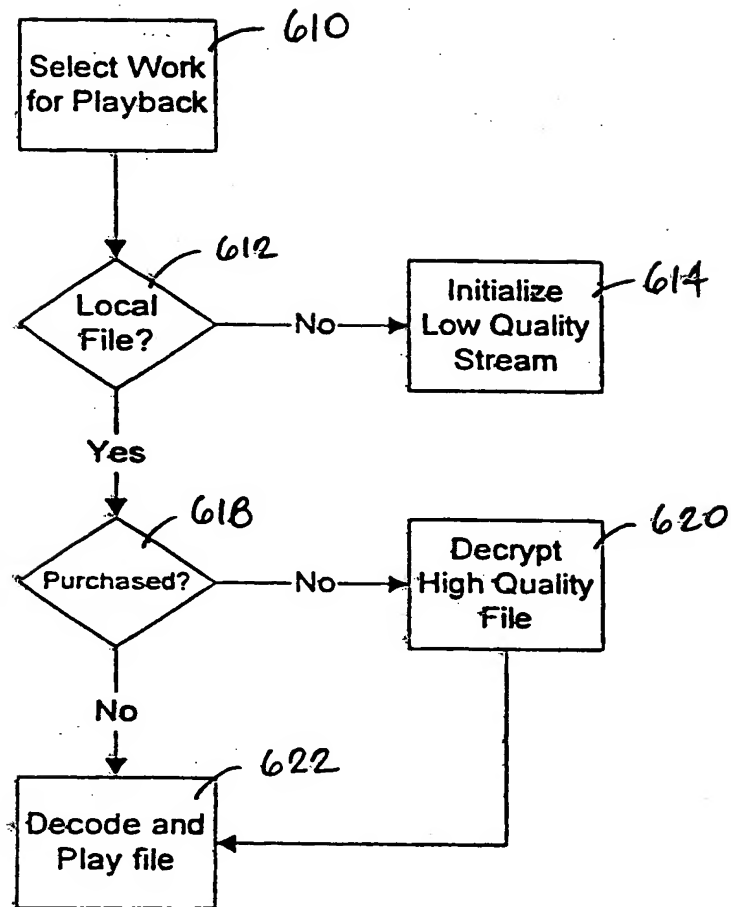 610
Select Work
for Playback
612
Local
File?
No
Initialize
Low Quality
Stream
614
Yes
618
Purchased?
No
Decrypt
High Quality
File
620
No
622
Decode and
Play file